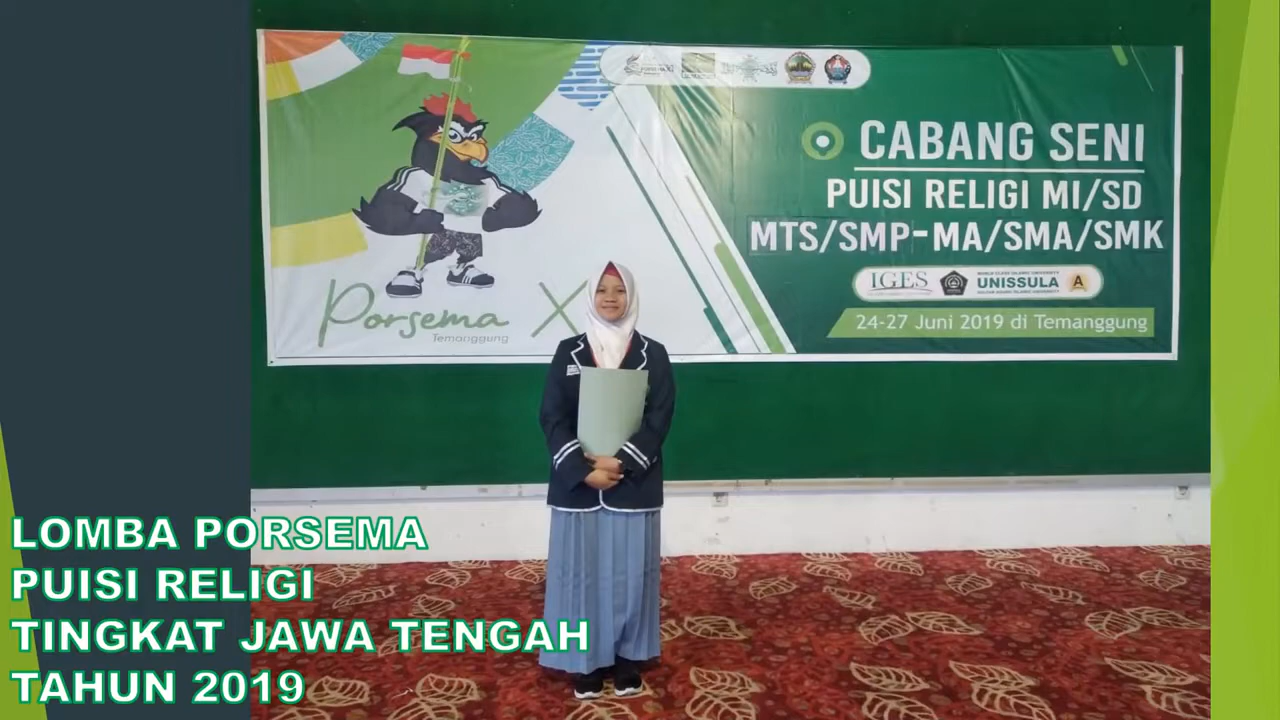 CABANG SENI
PUISI RELIGI MI/SD
MTS/SMP-MA/SMA/SMK
IGES
UNISSULA
A
24-27 Juni 2019 di Temanggung
Porsema X
Temanggung
LOMBA PORSEMA
PUISI RELIGI
TINGKAT JAWA TENGAH
TAHUN 2019